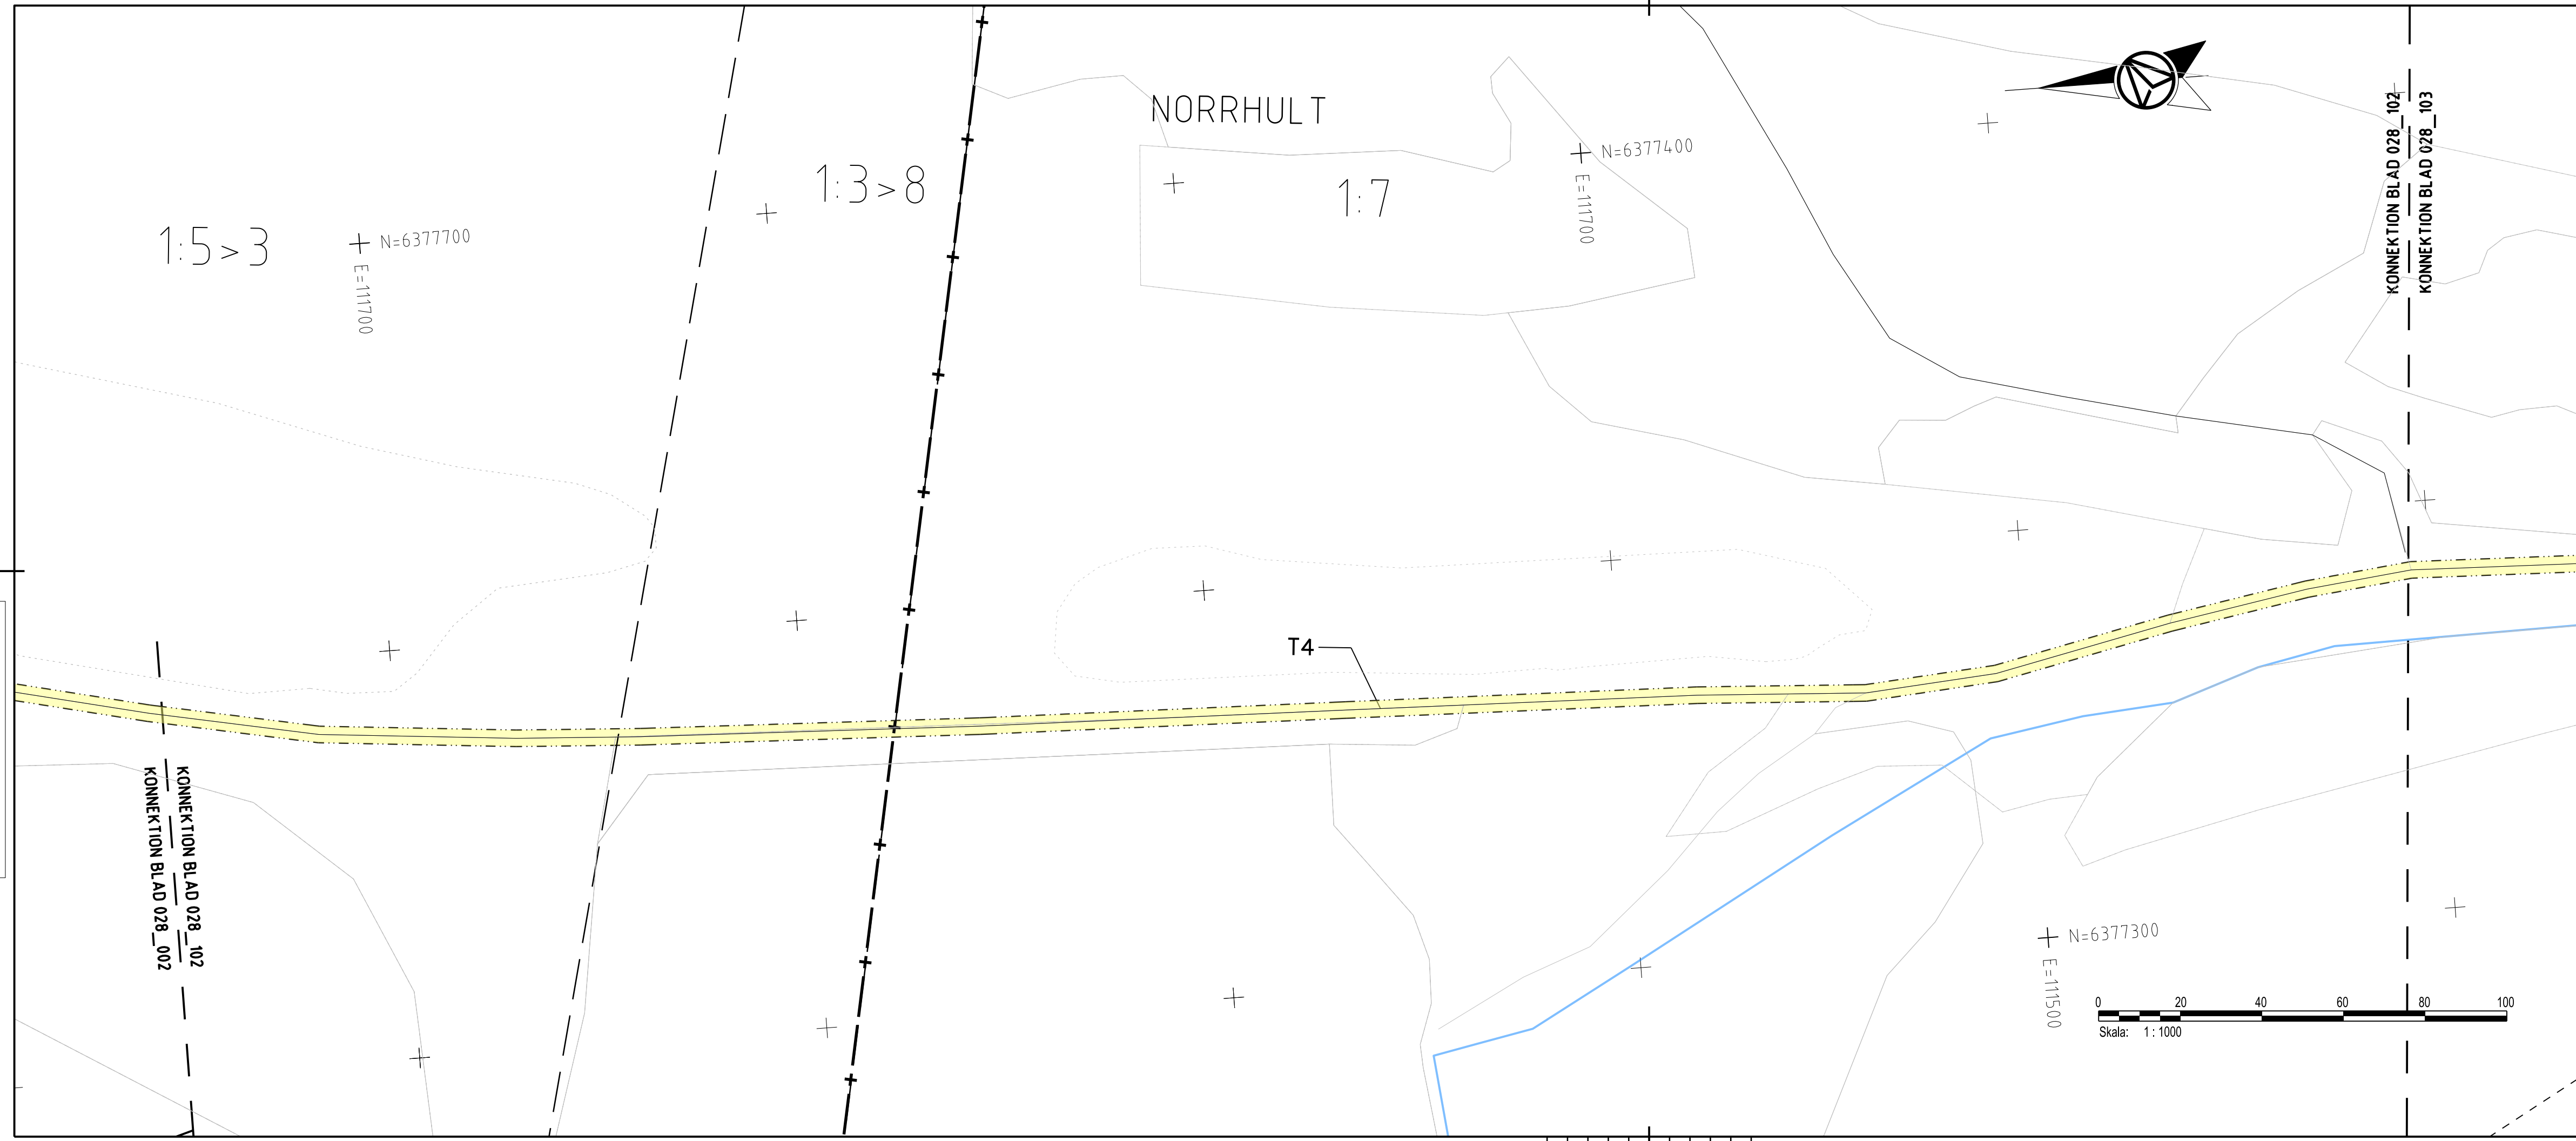 NORRHULT
1:3>8
1:7
1:5>3
N=6377700
E=111700
N=6377400
E=111700
KONNEKTION BLAD 028_102
KONNEKTION BLAD 028_103
T4
KONNEKTION BLAD 028_102
KONNEKTION BLAD 028_002
N=6377300
E=111500
0 20 40 60 80 100
Skala: 1 : 1000